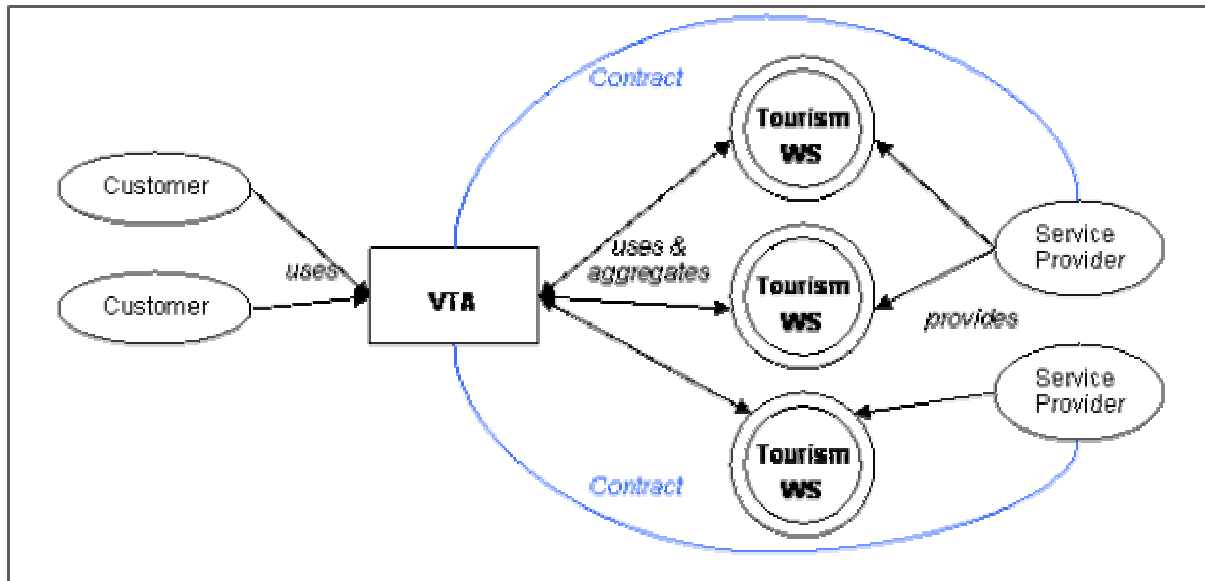 Contract
Tourism
WS
Customer
Customer
uses
VTA
uses &
aggregates
Tourism
WS
Service
Provider
provides
Service
Provider
Tourism
WS
Contract